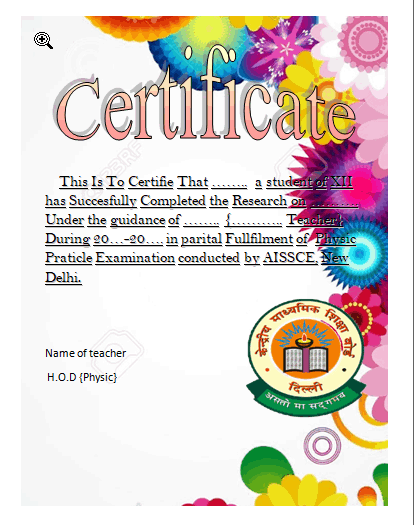 Certificate
This Is To Certifie That …….. a student of XII
has Succesfully Completed the Research on ………..
Under the guidance of …….. {……….. Teacher}
During 20…-20…. in parital Fullfilment of Physic
Praticle Examination conducted by AISSCE, New
Delhi.
Name of teacher
H.O.D {Physic}
केन्द्रीय माध्यमिक शिक्षा बोर्ड
दिल्ली
असतो मा सद्गमय